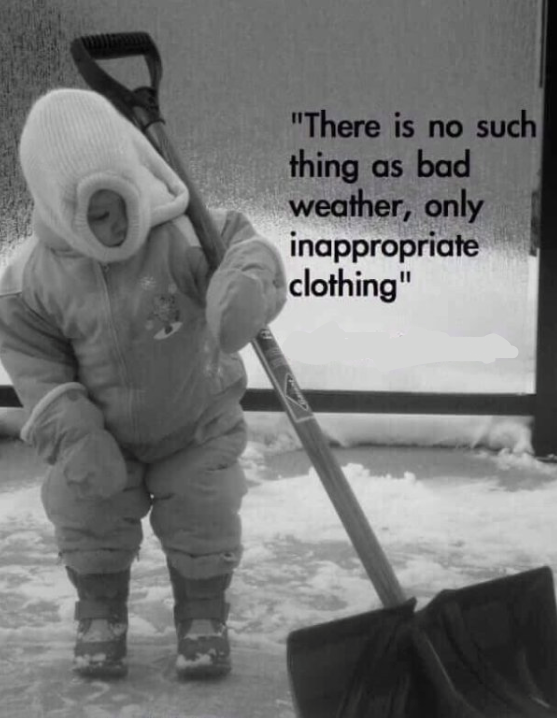 "There is no such
thing as bad
weather, only
inappropriate
clothing"